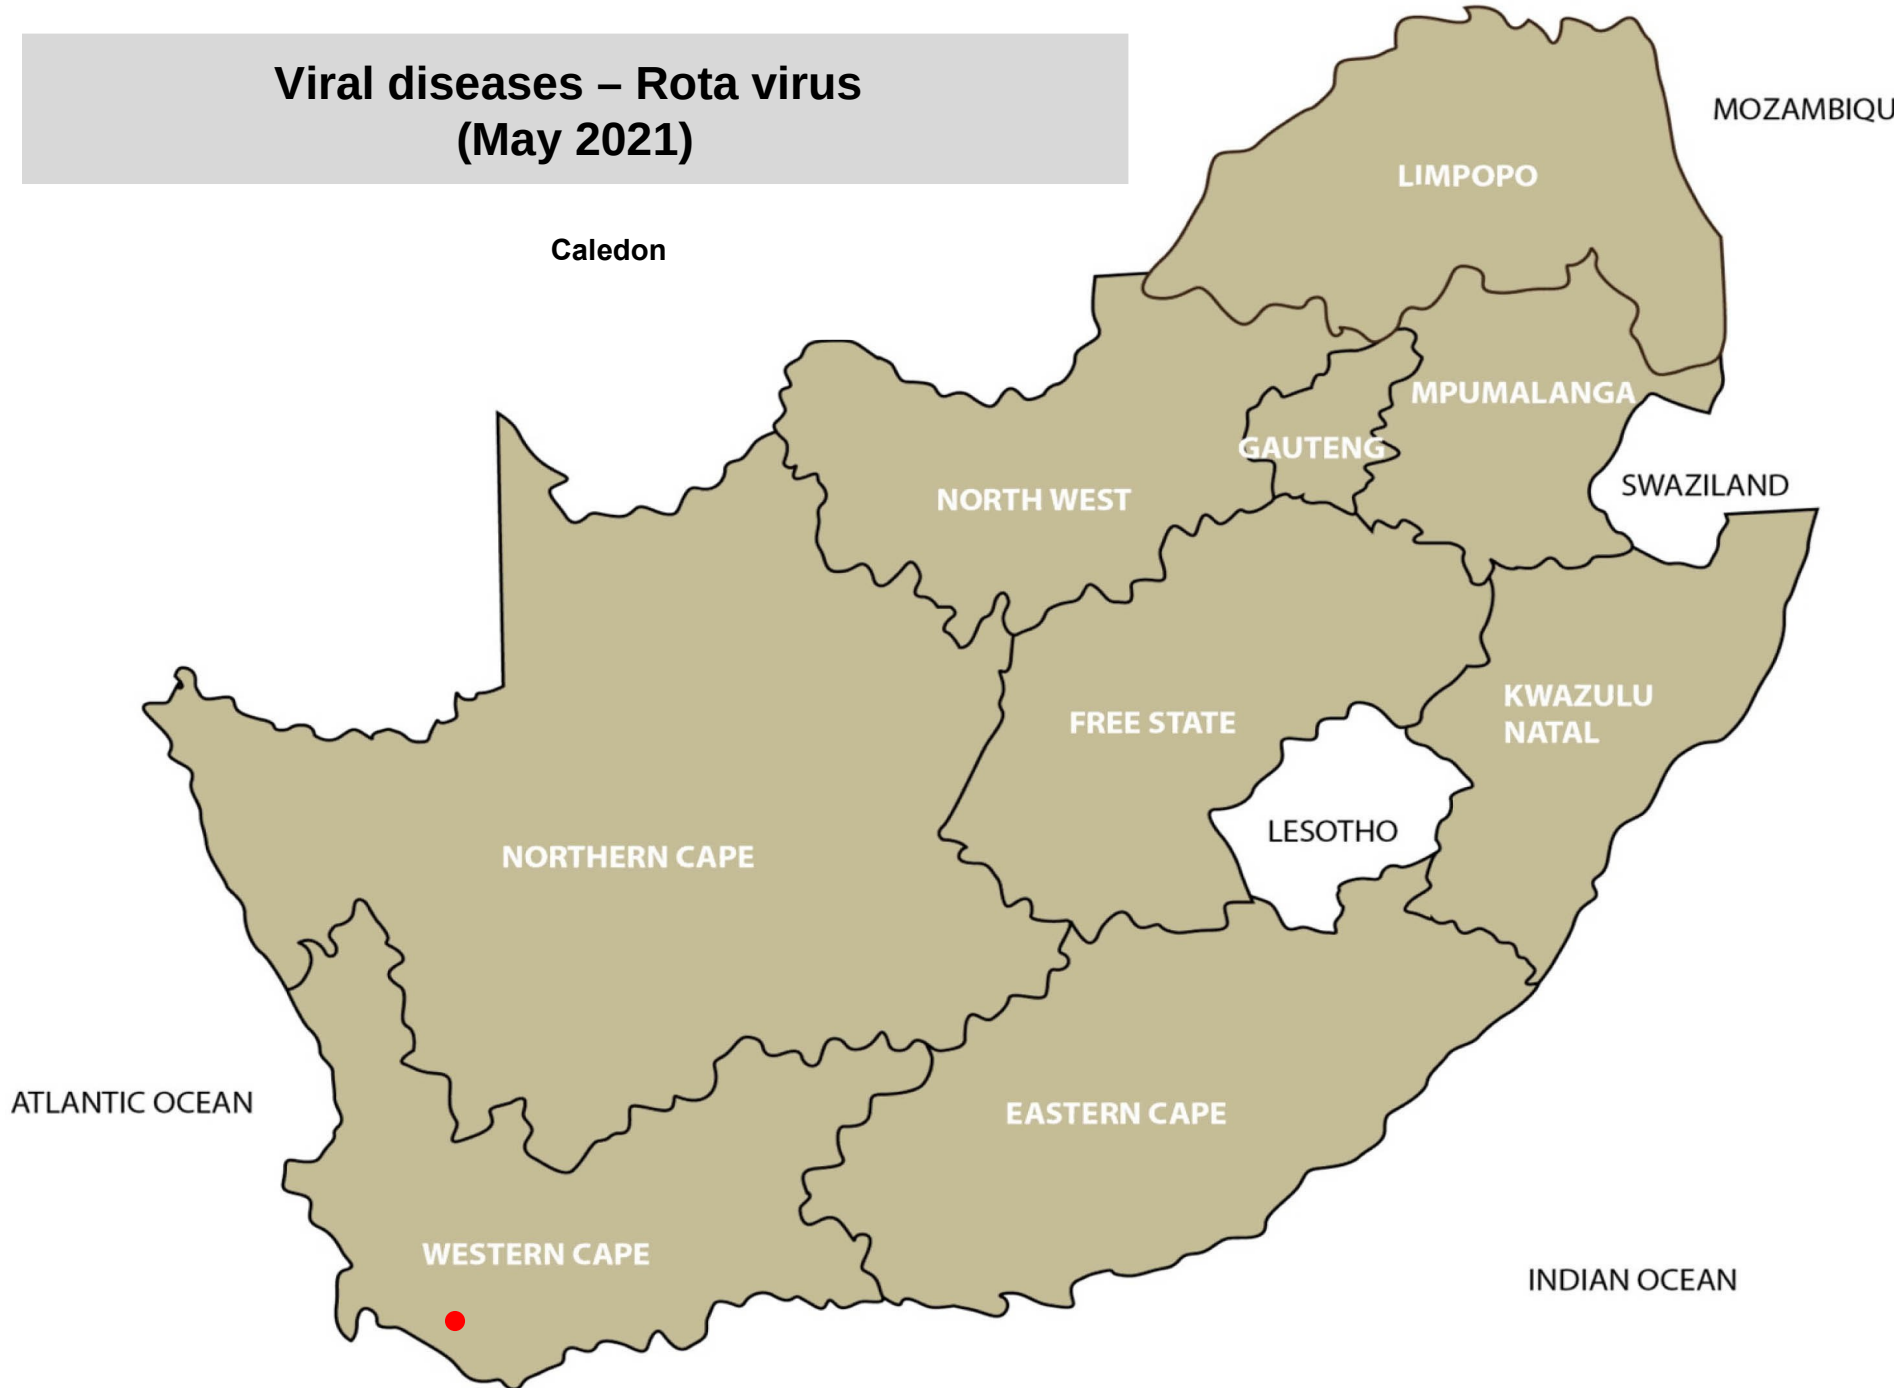 Viral diseases – Rota virus
(May 2021)
MOZAMBIQU
LIMPOPO
Caledon
MPUMALANGA
GAUTENG
SWAZILAND
NORTH WEST
KWAZULU
NATAL
FREE STATE
LESOTHO
NORTHERN CAPE
ATLANTIC OCEAN
EASTERN CAPE
WESTERN CAPE
INDIAN OCEAN